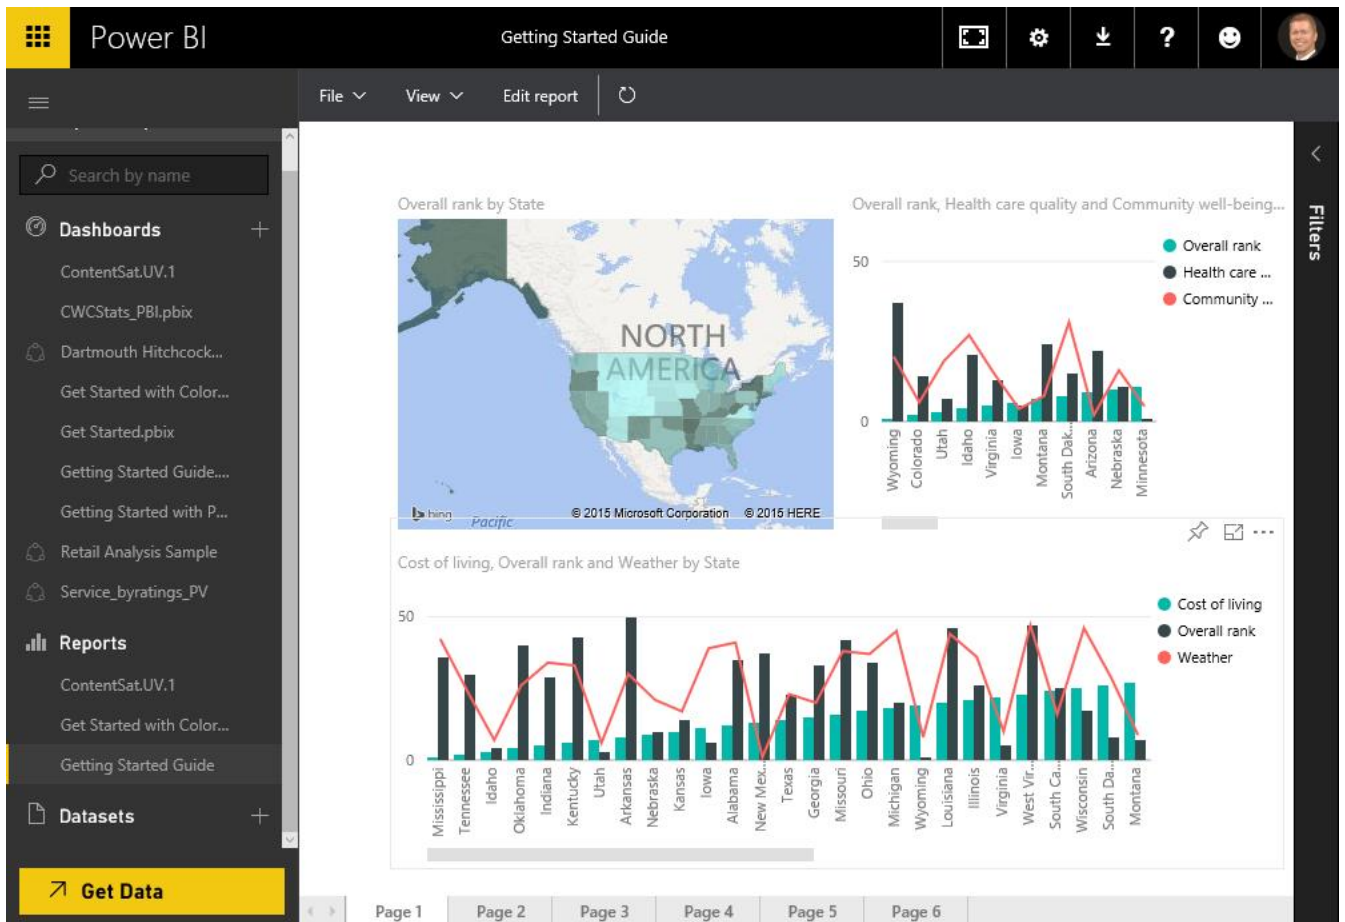 Power BI
Getting Started Guide
?
File
View
Edit report
Search by name
Dashboards
ContentSat.UV.1
CWCStats_PBI.pbix
Dartmouth Hitchcock...
Get Started with Color...
Get Started.pbix
Getting Started Guide....
Getting Started with P...
Retail Analysis Sample
Service_byratings_PV
Reports
ContentSat.UV.1
Get Started with Color...
Getting Started Guide
Datasets
Get Data
Overall rank by State
NORTH
AMERICA
bing
Pacific
© 2015 Microsoft Corporation © 2015 HERE
Overall rank, Health care quality and Community well-being...
Overall rank
Health care ...
Community ...
50
0
Wyoming
Colorado
Utah
Idaho
Virginia
Iowa
Montana
South Dak...
Arizona
Nebraska
Minnesota
Filters
Cost of living, Overall rank and Weather by State
Cost of living
Overall rank
Weather
50
0
Mississippi
Tennessee
Idaho
Oklahoma
Indiana
Kentucky
Utah
Arkansas
Nebraska
Kansas
Iowa
Alabama
New Mex...
Texas
Georgia
Missouri
Ohio
Michigan
Wyoming
Louisiana
Illinois
Virginia
West Vir...
South Ca...
Wisconsin
South Da...
Montana
Page 1
Page 2
Page 3
Page 4
Page 5
Page 6